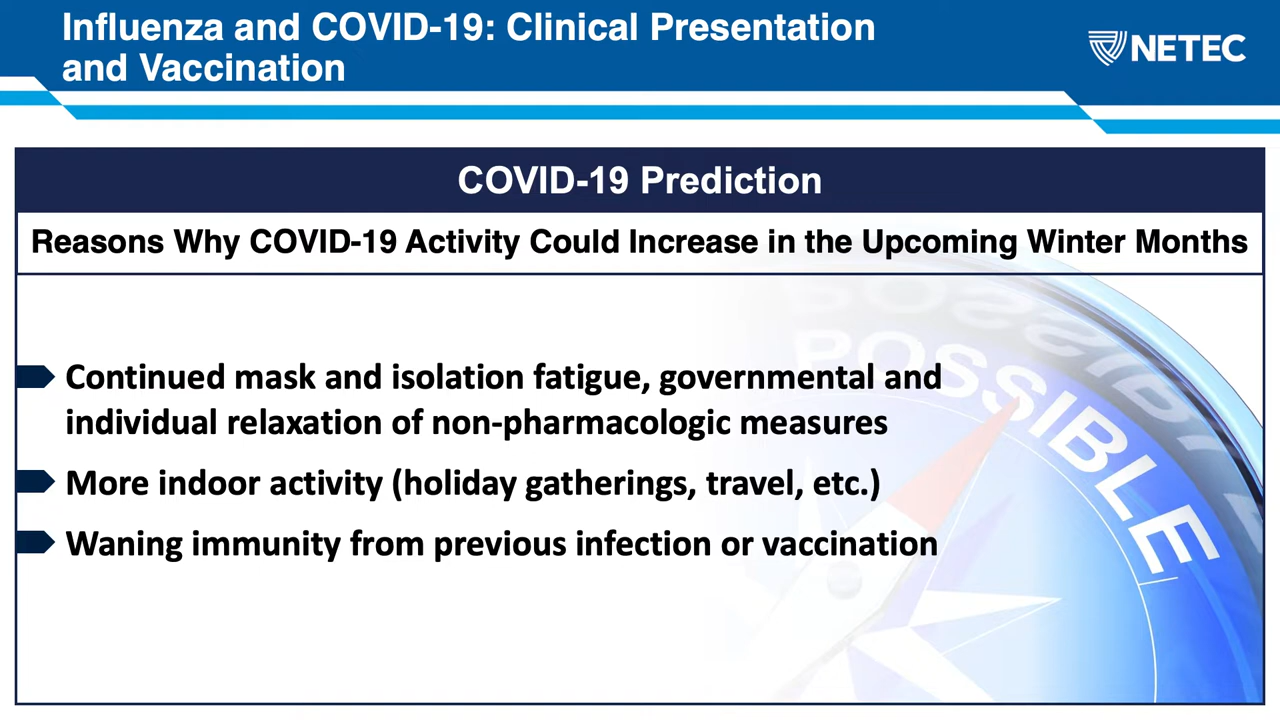 Influenza and COVID-19: Clinical Presentation
and Vaccination
NETEC
COVID-19 Prediction
Reasons Why COVID-19 Activity Could Increase in the Upcoming Winter Months
POSSIBLE
Continued mask and isolation fatigue, governmental and
individual relaxation of non-pharmacologic measures
More indoor activity (holiday gatherings, travel, etc.)
Waning immunity from previous infection or vaccination